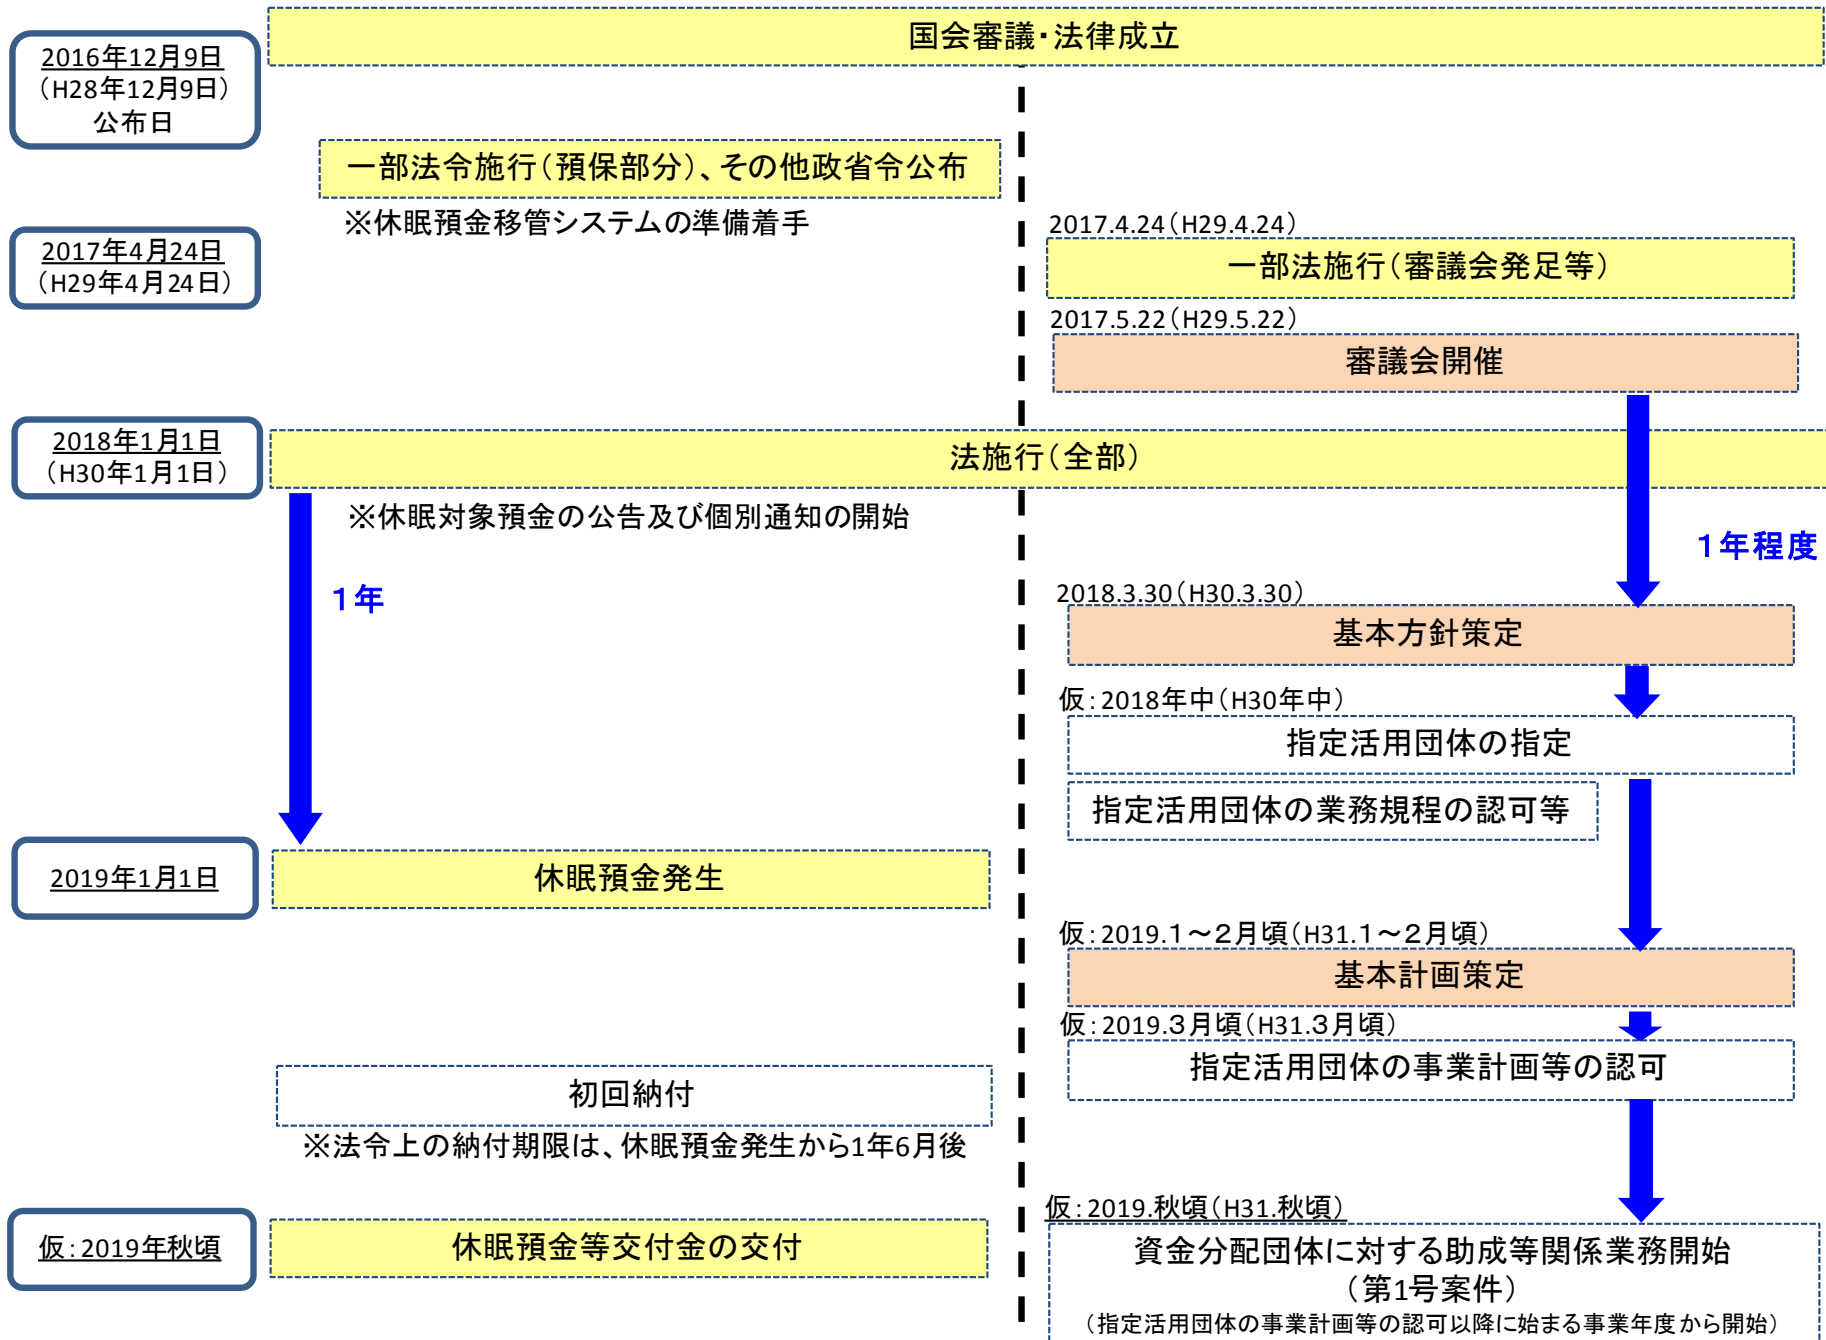 国会審議・法律成立
2016年12月9日
（H28年12月9日）
公布日
一部法令施行（預保部分）、その他政省令公布
※休眠預金移管システムの準備着手
2017年4月24日
（H29年4月24日）
2017.4.24（H29.4.24）
一部法施行（審議会発足等）
2017.5.22（H29.5.22）
審議会開催
2018年1月1日
（H30年1月1日）
法施行（全部）
※休眠対象預金の公告及び個別通知の開始
1年
1年程度
2018.3.30（H30.3.30）
基本方針策定
仮：2018年中（H30年中）
指定活用団体の指定
指定活用団体の業務規程の認可等
2019年1月1日
休眠預金発生
仮：2019.1～2月頃（H31.1～2月頃）
基本計画策定
仮：2019.3月頃（H31.3月頃）
指定活用団体の事業計画等の認可
初回納付
※法令上の納付期限は、休眠預金発生から1年6月後
仮：2019年秋頃
休眠預金等交付金の交付
仮：2019.秋頃（H31.秋頃）
資金分配団体に対する助成等関係業務開始
（第1号案件）
（指定活用団体の事業計画等の認可以降に始まる事業年度から開始）